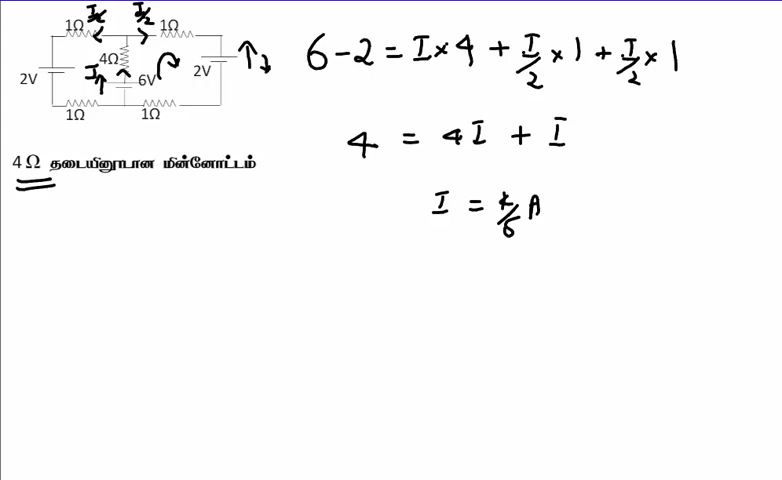 I/2 I/2
1Ω 1Ω
4Ω
I
2V 6V 2V
1Ω 1Ω
4 Ω தடையினூடான மின்னோட்டம்
6 - 2 = I × 4 + I/2 × 1 + I/2 × 1
4 = 4I + I
I = 4/5 A